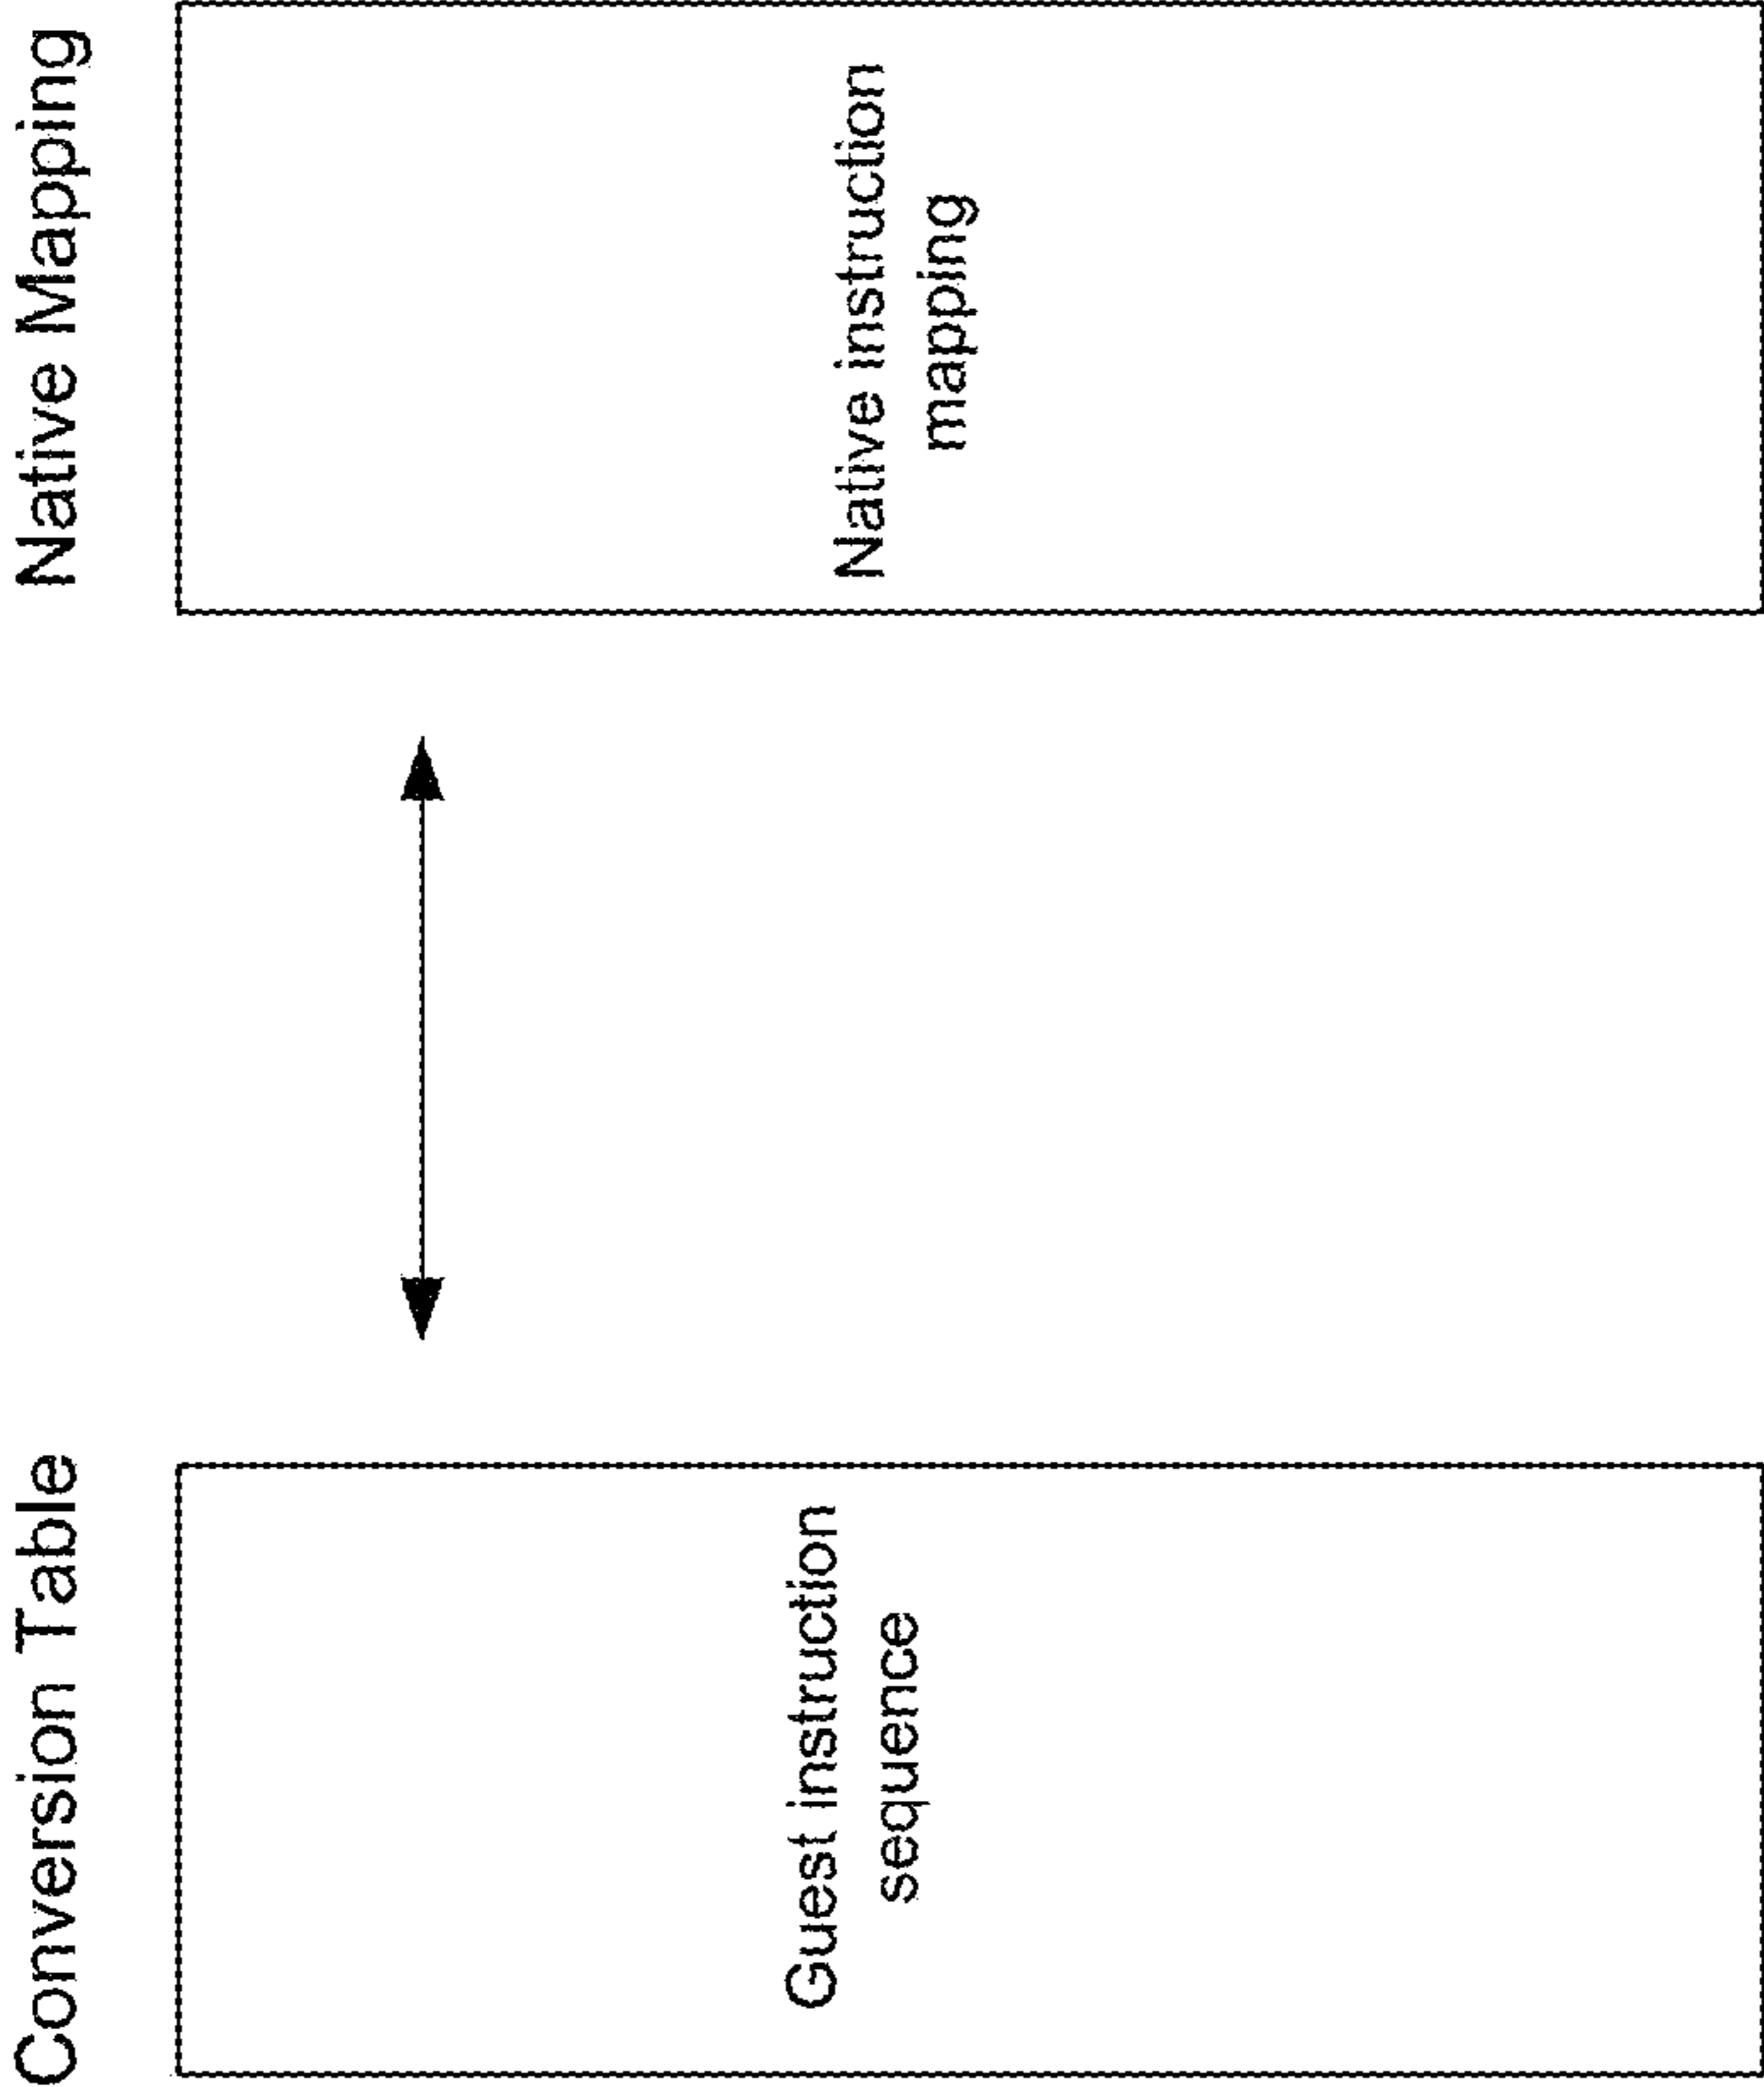 Conversion Table
Native Mapping
Guest instruction
sequence
Native instruction
mapping